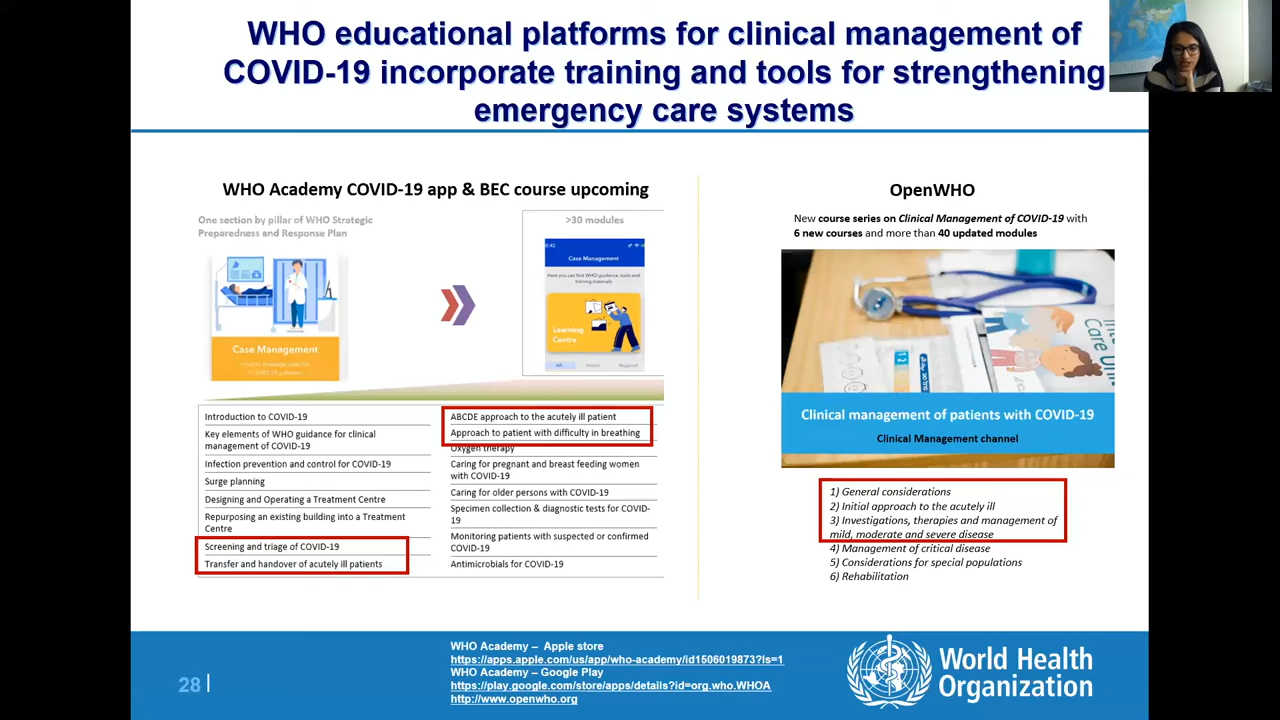 WHO educational platforms for clinical management of
COVID-19 incorporate training and tools for strengthening
emergency care systems
WHO Academy COVID-19 app & BEC course upcoming
One section by pillar of WHO Strategic
Preparedness and Response Plan
Case Management
>30 modules
Case Management
Here you can find WHO guidance, tools and
training materials
Learning
Centre
All
Global
Regional
Introduction to COVID-19
Key elements of WHO guidance for clinical
management of COVID-19
Infection prevention and control for COVID-19
Surge planning
Designing and Operating a Treatment Centre
Repurposing an existing building into a Treatment
Centre
Screening and triage of COVID-19
Transfer and handover of acutely ill patients
ABCDE approach to the acutely ill patient
Approach to patient with difficulty in breathing
Oxygen therapy
Caring for pregnant and breast feeding women
with COVID-19
Caring for older persons with COVID-19
Specimen collection & diagnostic tests for COVID-
19
Monitoring patients with suspected or confirmed
COVID-19
Antimicrobials for COVID-19
OpenWHO
New course series on Clinical Management of COVID-19 with
6 new courses and more than 40 updated modules
Clinical management of patients with COVID-19
Clinical Management channel
1) General considerations
2) Initial approach to the acutely ill
3) Investigations, therapies and management of
mild, moderate and severe disease
4) Management of critical disease
5) Considerations for special populations
6) Rehabilitation
28
WHO Academy – Apple store
https://apps.apple.com/us/app/who-academy/id1506019873?ls=1
WHO Academy – Google Play
https://play.google.com/store/apps/details?id=org.who.WHOA
http://www.openwho.org
World Health
Organization